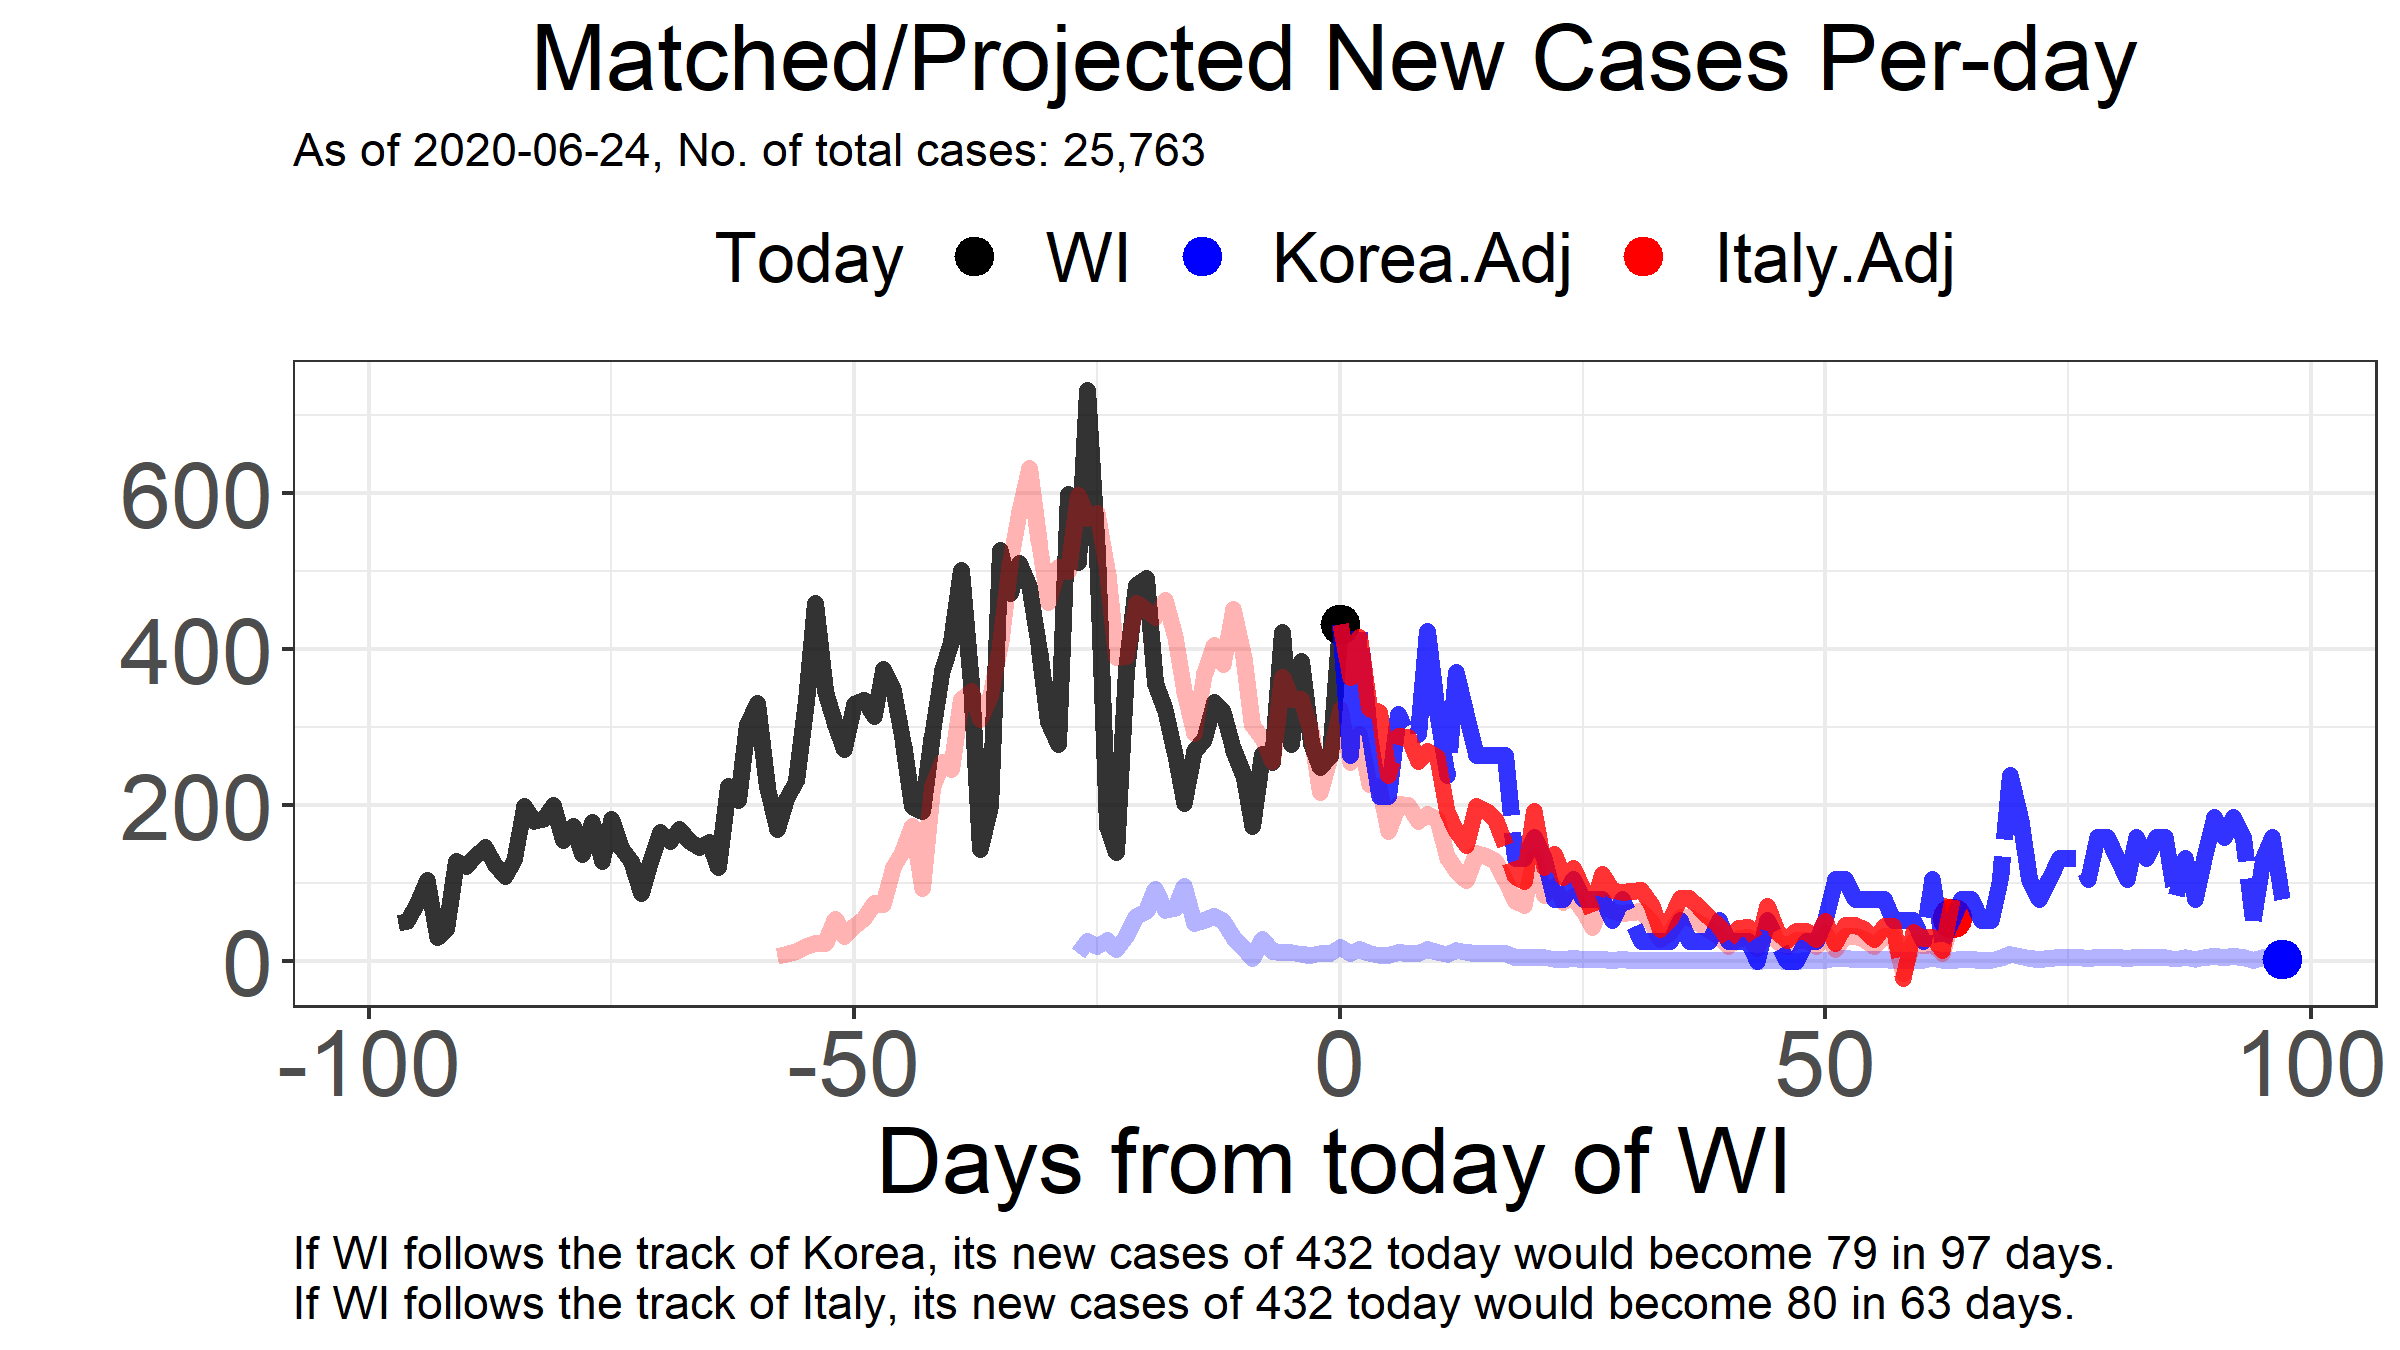 Matched/Projected New Cases Per-day
As of 2020-06-24, No. of total cases: 25,763
Today WI Korea.Adj Italy.Adj
600
400
200
0
-100 -50 0 50 100
Days from today of WI
If WI follows the track of Korea, its new cases of 432 today would become 79 in 97 days.
If WI follows the track of Italy, its new cases of 432 today would become 80 in 63 days.